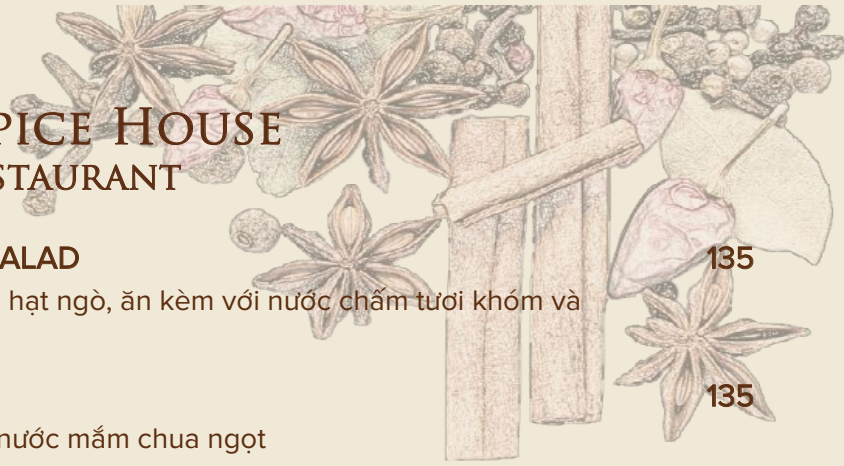 PICE HOUSE
STAURANT
ALAD 135
hạt ngò, ăn kèm với nước chấm tươi khóm và
135
nước mắm chua ngọt